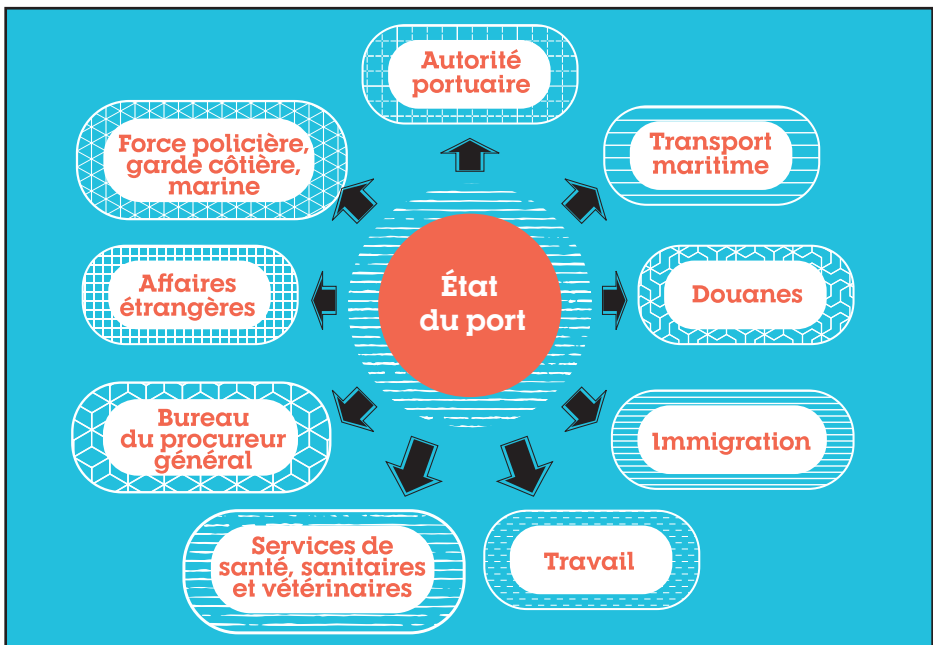 Autorité
portuaire
Force policière,
garde côtière,
marine
Transport
maritime
Affaires
étrangères
État
du port
Douanes
Bureau
du procureur
général
Immigration
Services de
santé, sanitaires
et vétérinaires
Travail